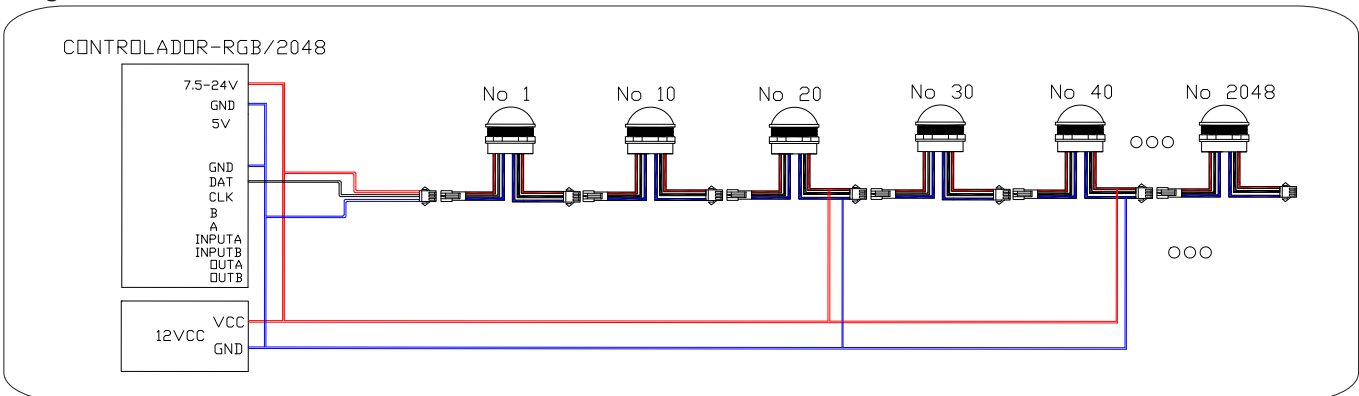 CONTROLADOR-RGB/2048
7.5-24V
GND
5V
GND
DAT
CLK
B
A
INPUTA
INPUTB
OUTA
OUTB
VCC
12VCC
GND
No 1
No 10
No 20
No 30
No 40
No 2048